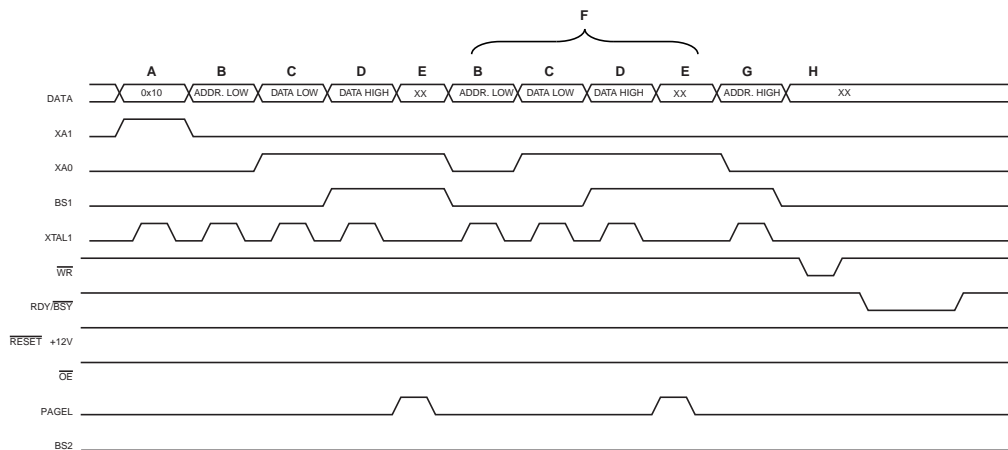 F
A B C D E B C D E G H
DATA 0x10 ADDR. LOW DATA LOW DATA HIGH XX ADDR. LOW DATA LOW DATA HIGH XX ADDR. HIGH XX
XA1
XA0
BS1
XTAL1
WR
RDY/BSY
RESET +12V
OE
PAGEL
BS2